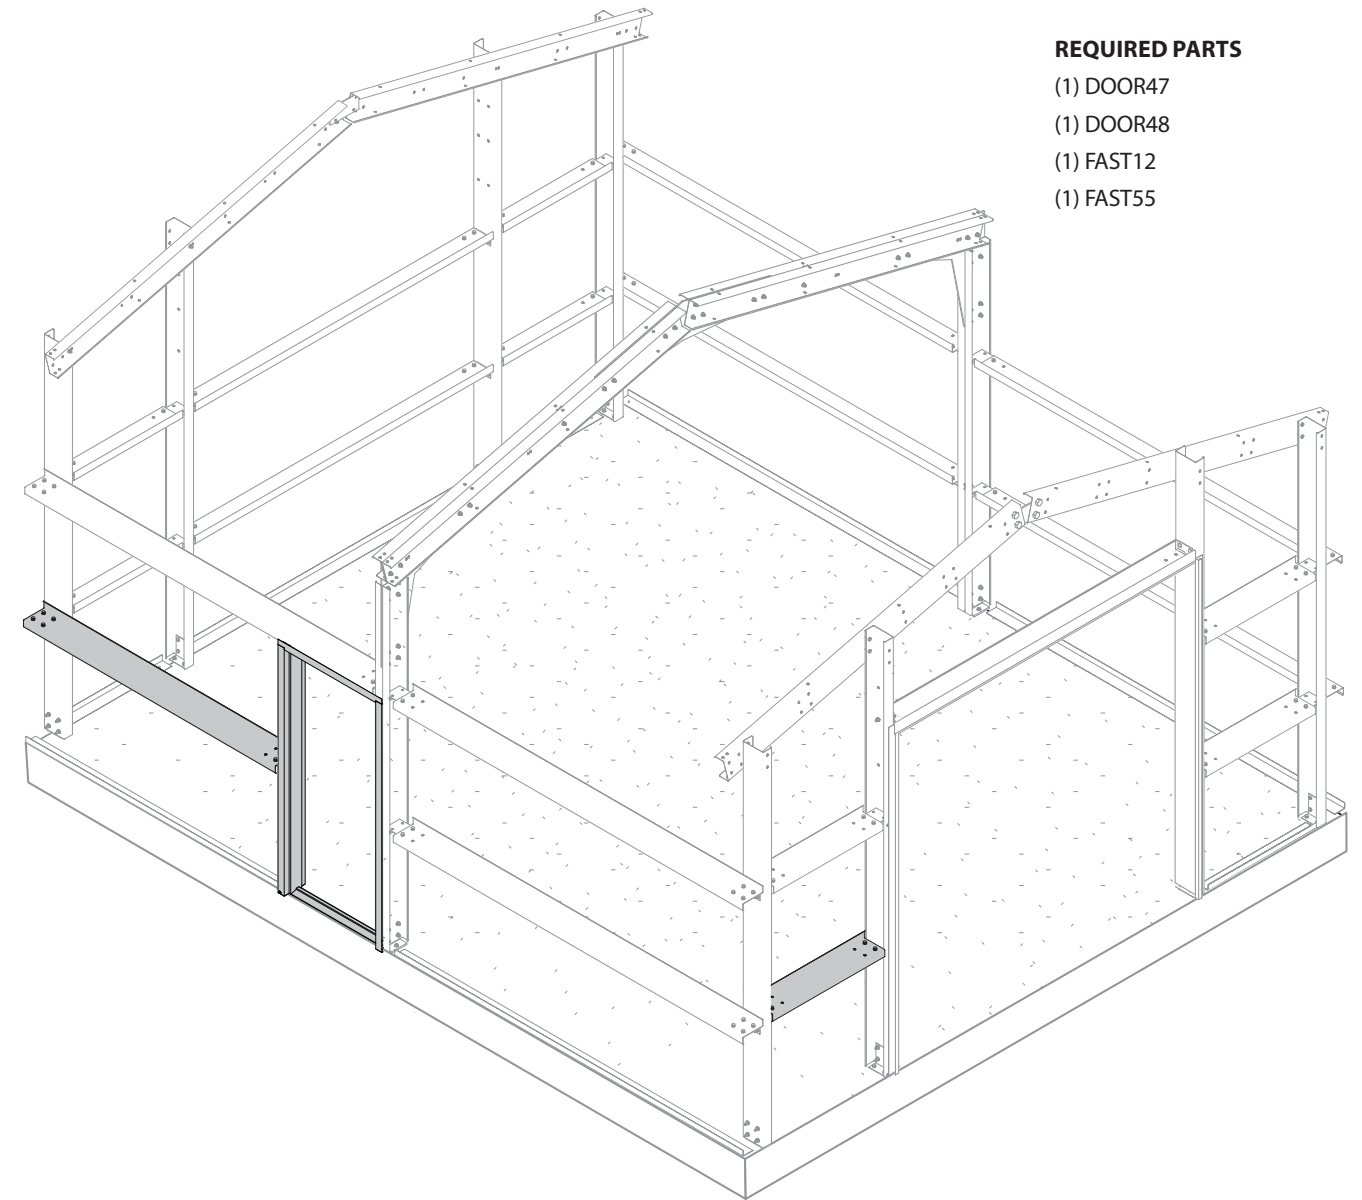 REQUIRED PARTS
(1) DOOR47
(1) DOOR48
(1) FAST12
(1) FAST55